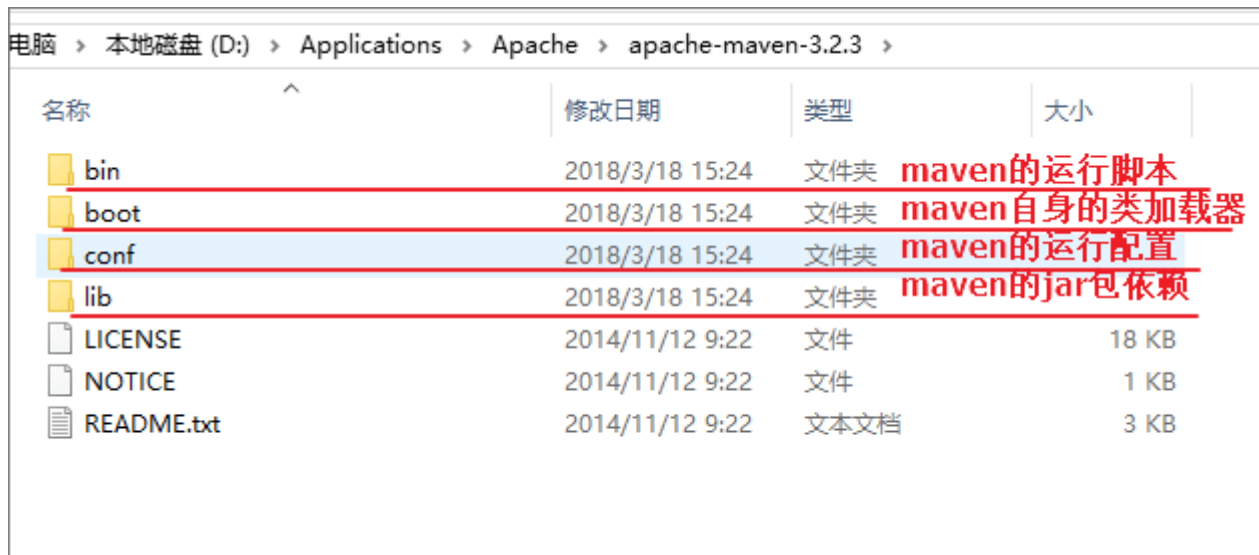 电脑 › 本地磁盘 (D:) › Applications › Apache › apache-maven-3.2.3 ›
名称 修改日期 类型 大小
bin 2018/3/18 15:24 文件夹 maven的运行脚本
boot 2018/3/18 15:24 文件夹 maven自身的类加载器
conf 2018/3/18 15:24 文件夹 maven的运行配置
lib 2018/3/18 15:24 文件夹 maven的jar包依赖
LICENSE 2014/11/12 9:22 文件 18 KB
NOTICE 2014/11/12 9:22 文件 1 KB
README.txt 2014/11/12 9:22 文本文档 3 KB